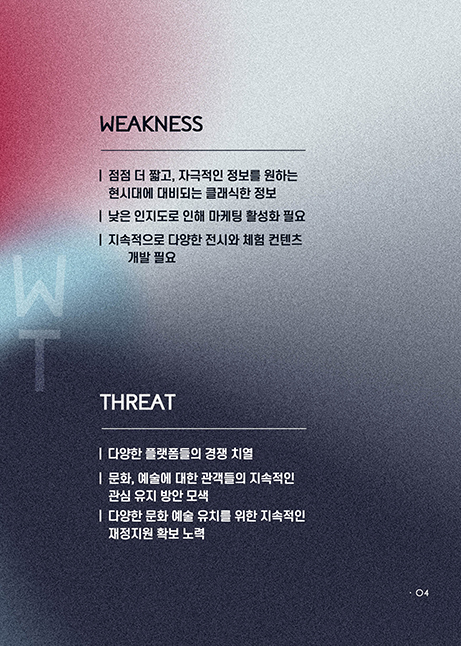 WEAKNESS
| 점점 더 짧고, 자극적인 정보를 원하는
현시대에 대비되는 클래식한 정보
| 낮은 인지도로 인해 마케팅 활성화 필요
| 지속적으로 다양한 전시와 체험 컨텐츠
개발 필요
W
T
THREAT
| 다양한 플랫폼들의 경쟁 치열
| 문화, 예술에 대한 관객들의 지속적인
관심 유지 방안 모색
| 다양한 문화 예술 유치를 위한 지속적인
재정지원 확보 노력
· 04